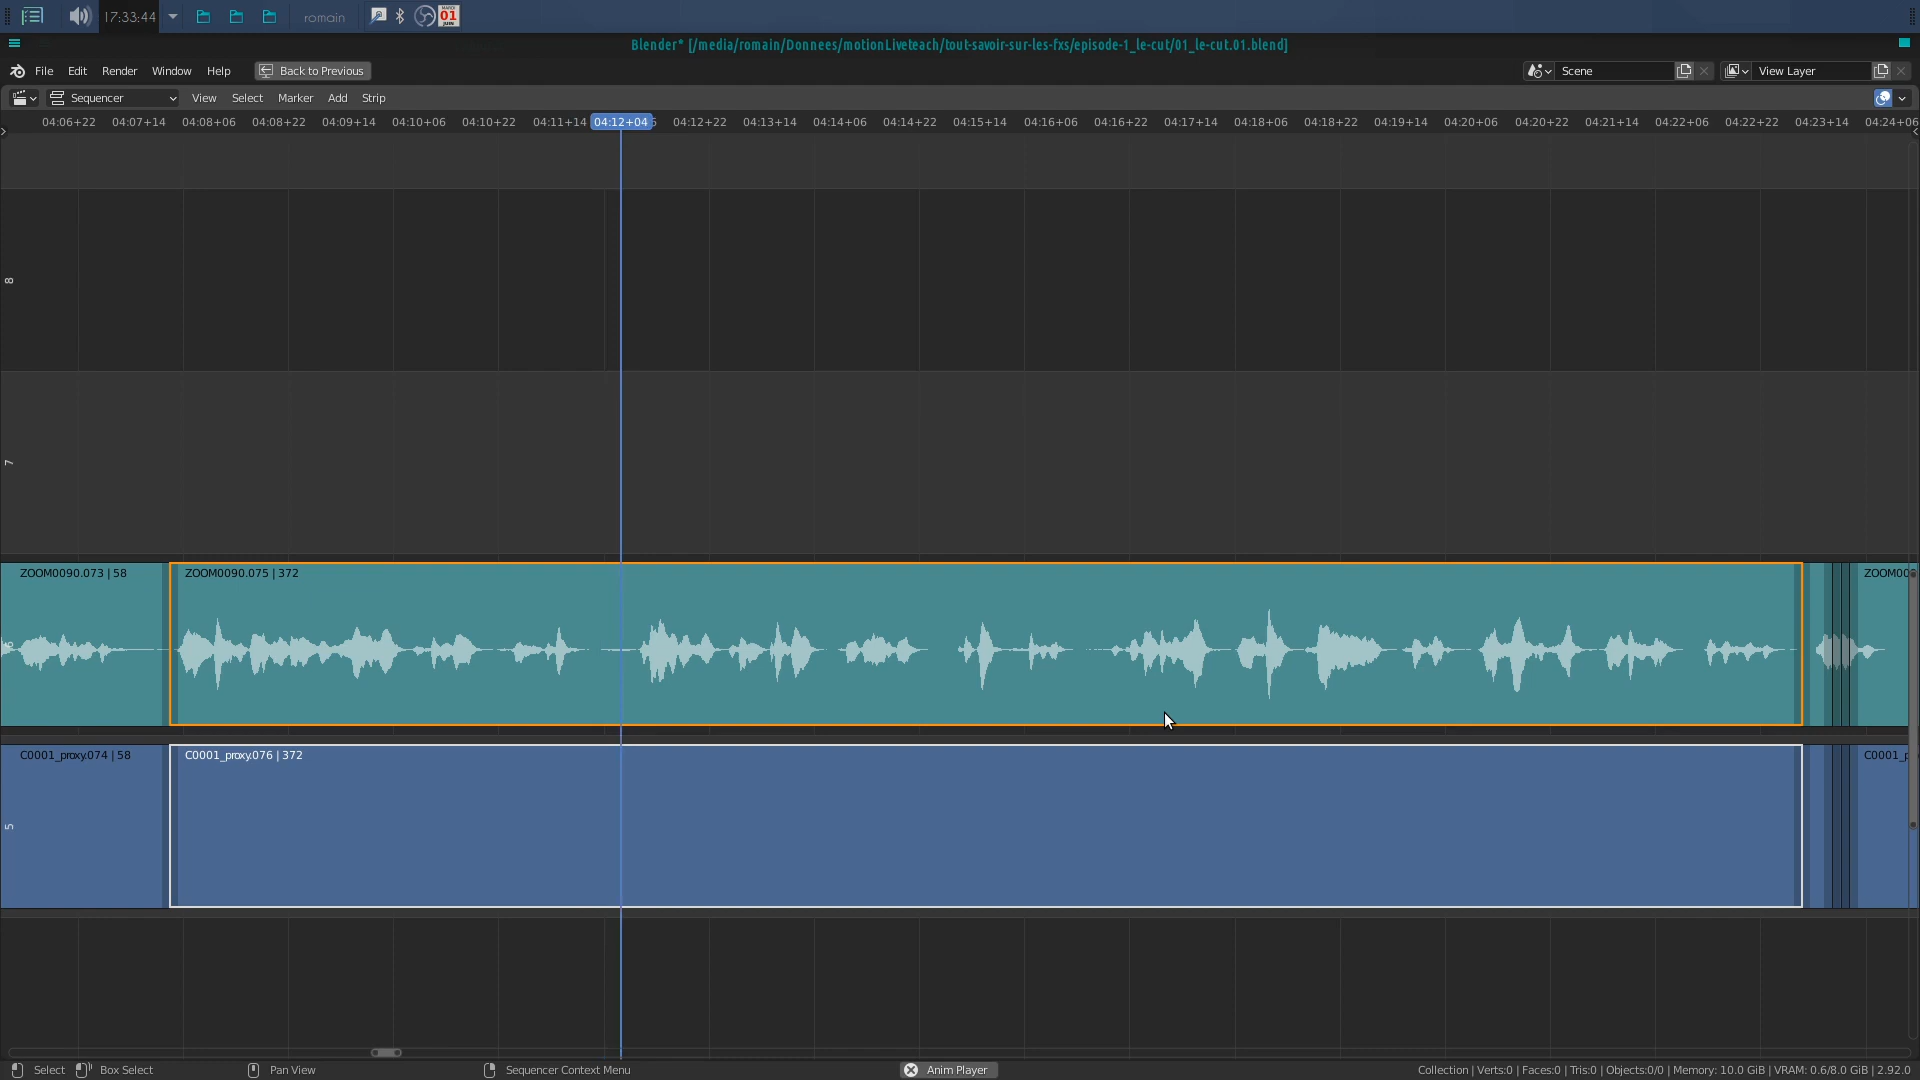 17:33:44 romain MARDI 01 JUIN
Blender* [/media/romain/Donnees/motionLiveteach/tout-savoir-sur-les-fxs/episode-1_le-cut/01_le-cut.01.blend]
File Edit Render Window Help Back to Previous Scene View Layer
Sequencer View Select Marker Add Strip
04:06+22 04:07+14 04:08+06 04:08+22 04:09+14 04:10+06 04:10+22 04:11+14 04:12+04 04:12+22 04:13+14 04:14+06 04:14+22 04:15+14 04:16+06 04:16+22 04:17+14 04:18+06 04:18+22 04:19+14 04:20+06 04:20+22 04:21+14 04:22+06 04:22+22 04:23+14 04:24+06
8
7
ZOOM0090.073 | 58 ZOOM0090.075 | 372 ZOOM00
6
C0001_proxy.074 | 58 C0001_proxy.076 | 372 C0001_p
5
Select Box Select Pan View Sequencer Context Menu Anim Player Collection | Verts:0 | Faces:0 | Tris:0 | Objects:0/0 | Memory: 10.0 GiB | VRAM: 0.6/8.0 GiB | 2.92.0